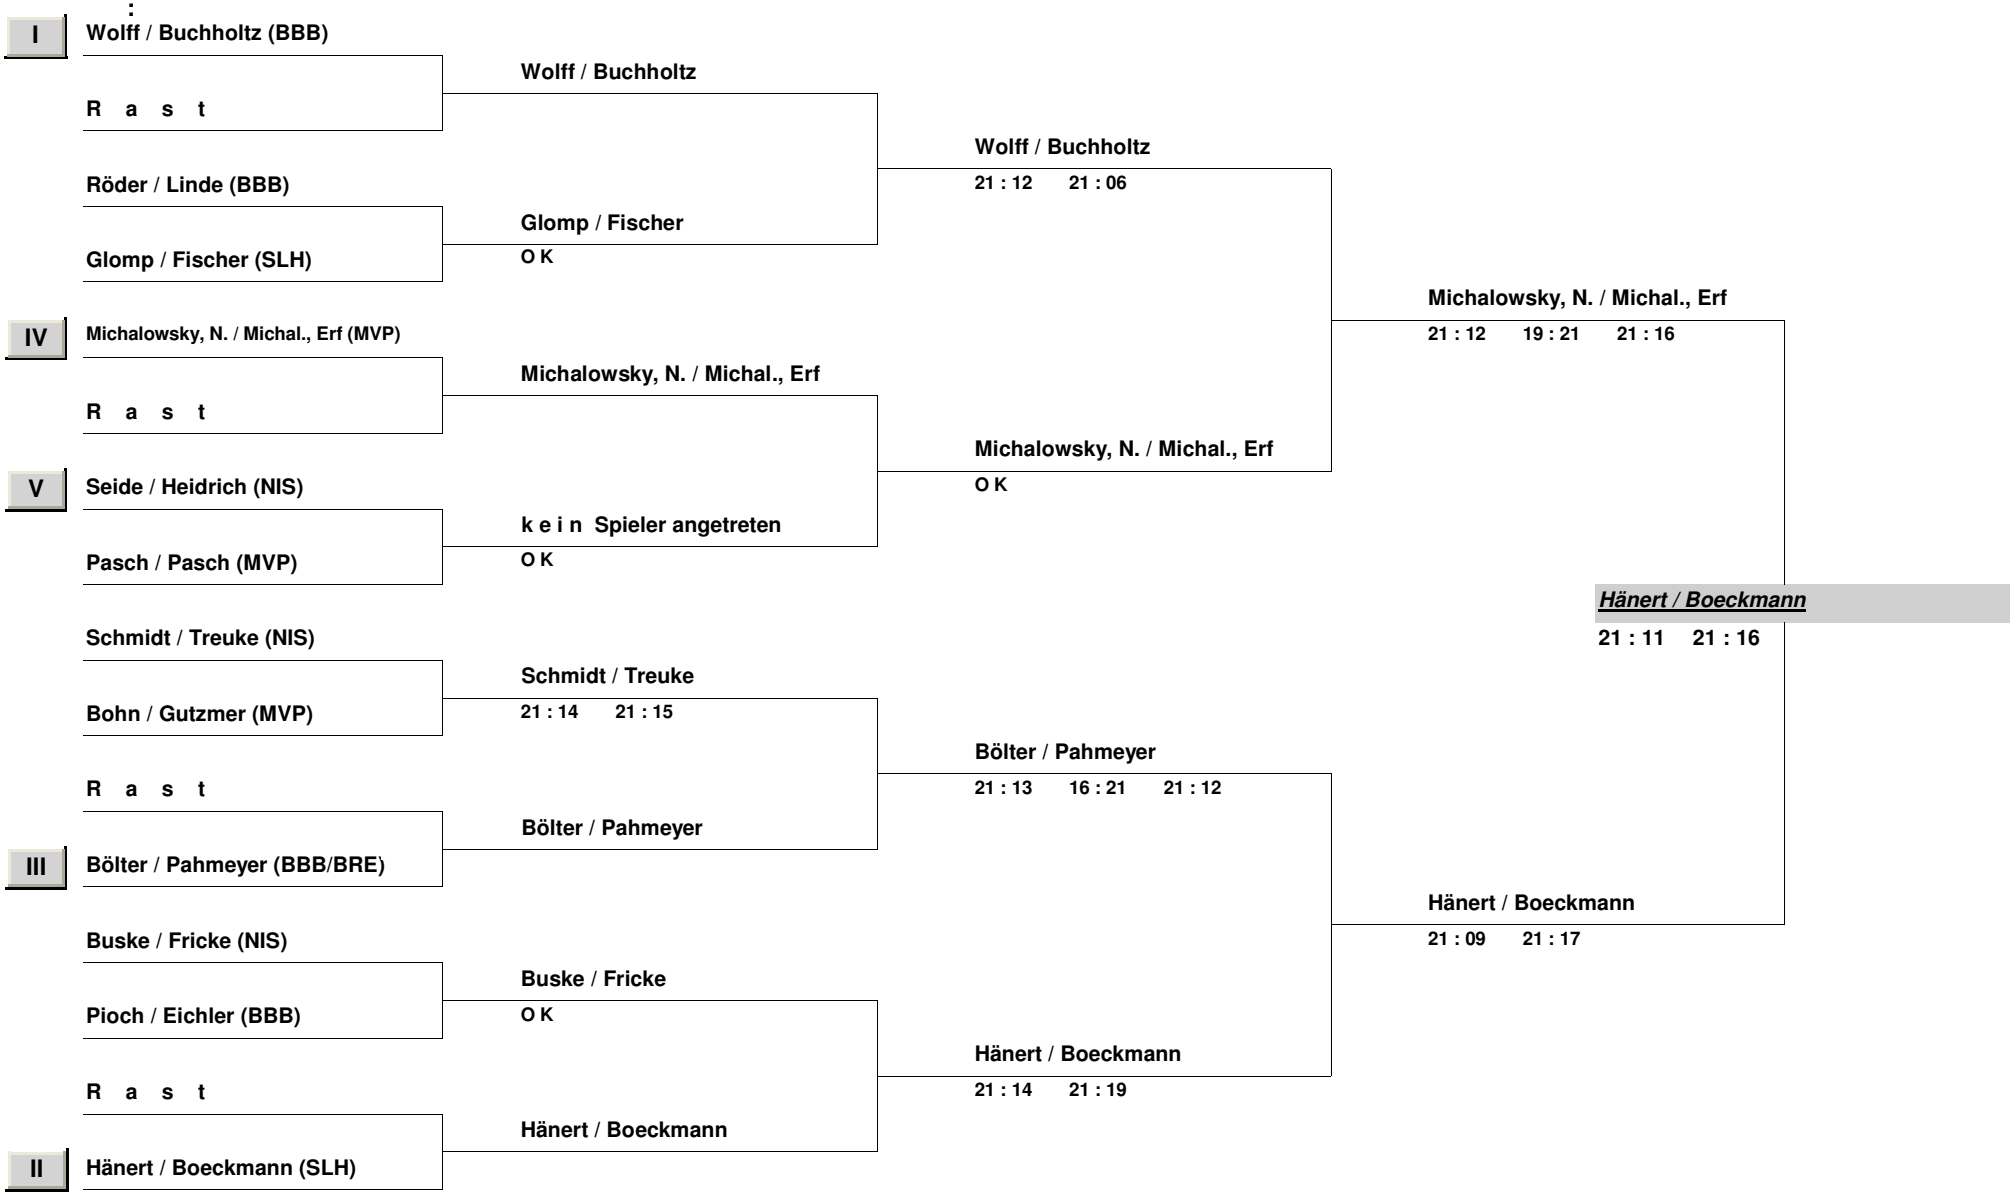 :
I Wolff / Buchholtz (BBB)
Wolff / Buchholtz
R a s t
Wolff / Buchholtz
21 : 12 21 : 06
Röder / Linde (BBB)
Glomp / Fischer
O K
Glomp / Fischer (SLH)
Michalowsky, N. / Michal., Erf
21 : 12 19 : 21 21 : 16
IV Michalowsky, N. / Michal., Erf (MVP)
Michalowsky, N. / Michal., Erf
R a s t
Michalowsky, N. / Michal., Erf
O K
V Seide / Heidrich (NIS)
k e i n Spieler angetreten
O K
Pasch / Pasch (MVP)
Hänert / Boeckmann
21 : 11 21 : 16
Schmidt / Treuke (NIS)
Schmidt / Treuke
21 : 14 21 : 15
Bohn / Gutzmer (MVP)
Bölter / Pahmeyer
21 : 13 16 : 21 21 : 12
R a s t
Bölter / Pahmeyer
III Bölter / Pahmeyer (BBB/BRE)
Hänert / Boeckmann
21 : 09 21 : 17
Buske / Fricke (NIS)
Buske / Fricke
O K
Pioch / Eichler (BBB)
Hänert / Boeckmann
21 : 14 21 : 19
R a s t
Hänert / Boeckmann
II Hänert / Boeckmann (SLH)